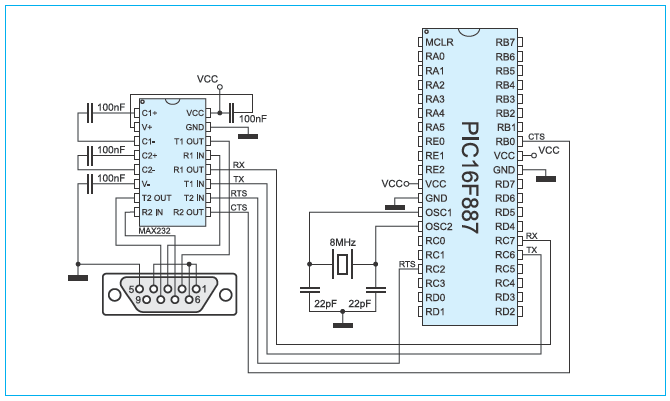 MCLR RB7
RA0 RB6
RA1 RB5
RA2 RB4
RA3 RB3
RA4 RB2
RA5 RB1
RE0 RB0 CTS
RE1 VCC VCC
RE2 GND
VCC VCC RD7
GND RD6
OSC1 RD5
OSC2 RD4
RC0 RC7 RX
RC1 RC6 TX
RTS RC2 RC5
RC3 RC4
RD0 RD3
RD1 RD2
PIC16F887
8MHz
22pF 22pF
VCC
100nF C1+ VCC 100nF
V+ GND
C1- T1 OUT
100nF C2+ R1 IN
C2- R1 OUT RX
100nF V- T1 IN TX
T2 OUT T2 IN RTS
R2 IN R2 OUT CTS
MAX232
5 1
9 6